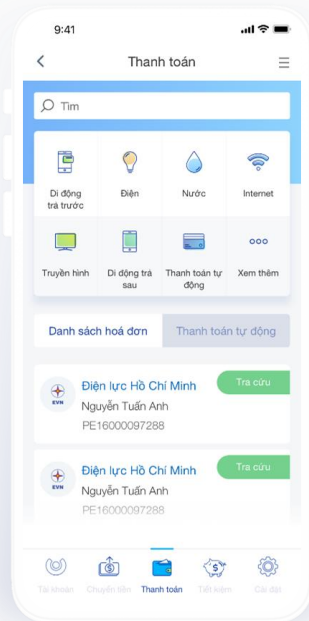 9:41
Thanh toán
Tìm
Di động
trả trước
Điện
Nước
Internet
Truyền hình
Di động trả
sau
Thanh toán tự
động
Xem thêm
Danh sách hoá đơn
Thanh toán tự động
Điện lực Hồ Chí Minh
Tra cứu
EVN
Nguyễn Tuấn Anh
PE16000097288
Điện lực Hồ Chí Minh
Tra cứu
EVN
Nguyễn Tuấn Anh
PE16000097288
Tài khoản
Chuyển tiền
Thanh toán
Tiết kiệm
Cài đặt